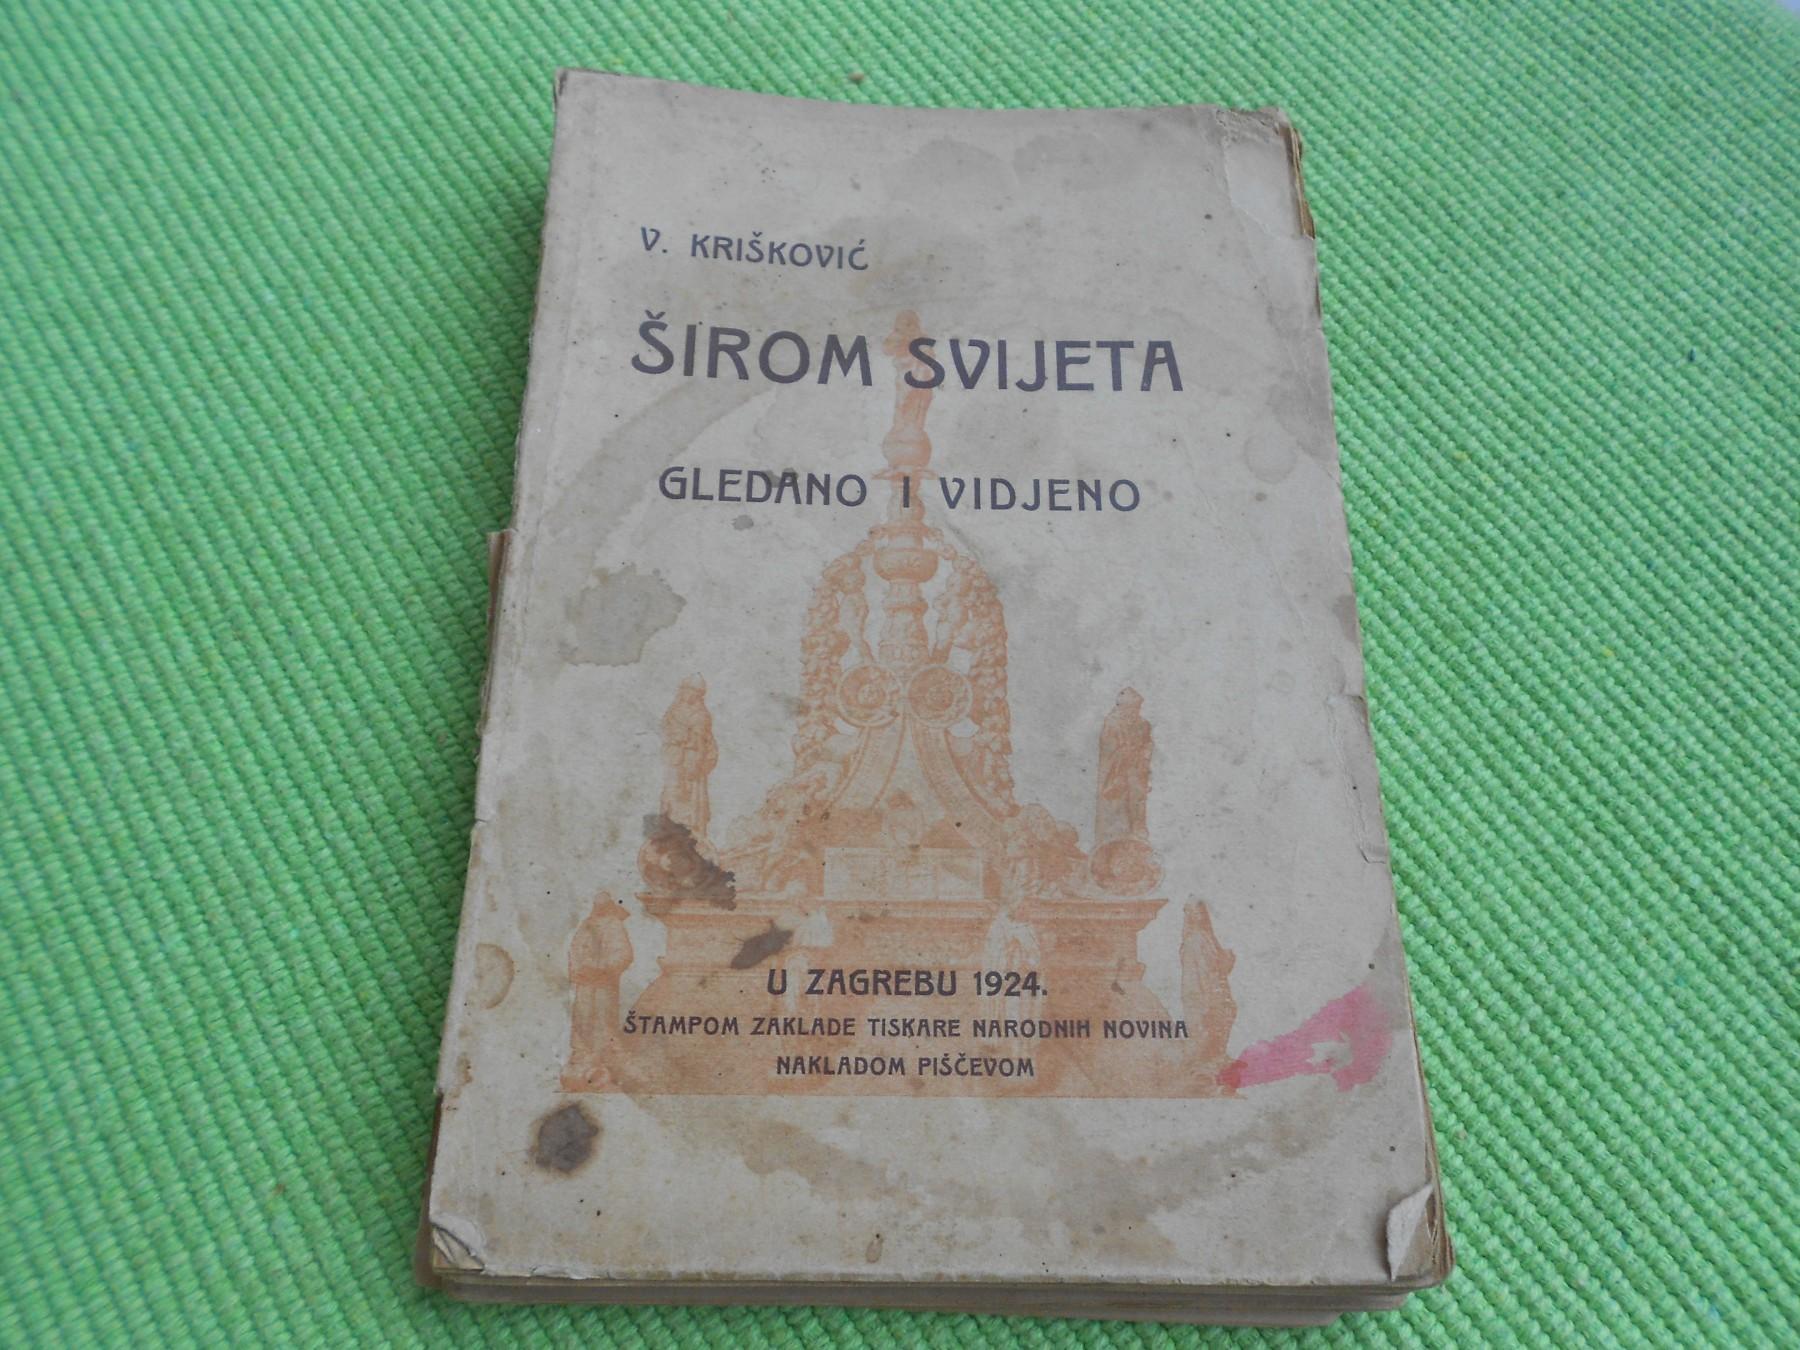 V. KRIŠKOVIĆ
ŠIROM SVIJETA
GLEDANO I VIDJENO
U ZAGREBU 1924.
ŠTAMPOM ZAKLADE TISKARE NARODNIH NOVINA
NAKLADOM PIŠČEVOM